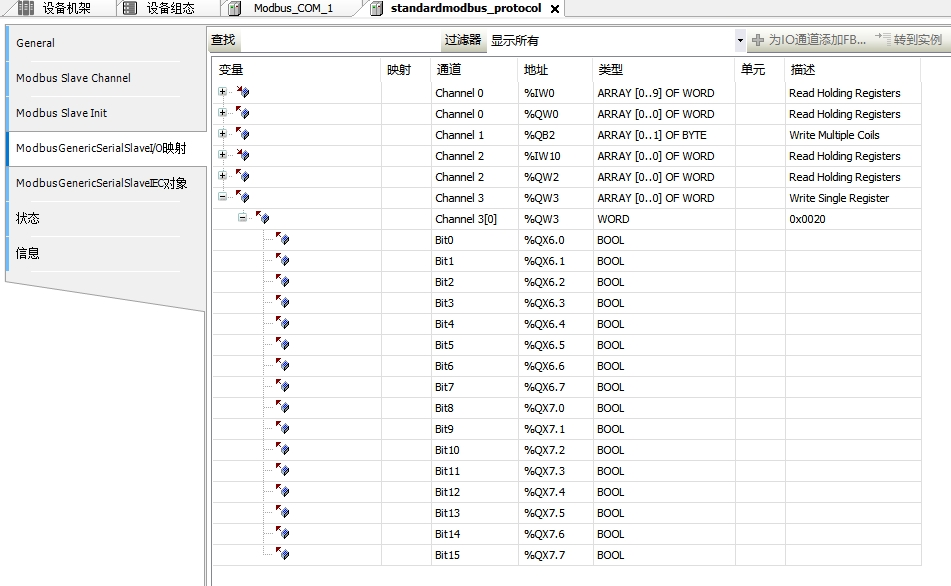 设备机架 设备组态 Modbus_COM_1 standardmodbus_protocol
General
Modbus Slave Channel
Modbus Slave Init
ModbusGenericSerialSlaveI/O映射
ModbusGenericSerialSlaveIEC对象
状态
信息
查找 过滤器 显示所有 为IO通道添加FB... 转到实例
变量 映射 通道 地址 类型 单元 描述
Channel 0 %IW0 ARRAY [0..9] OF WORD Read Holding Registers
Channel 0 %QW0 ARRAY [0..0] OF WORD Read Holding Registers
Channel 1 %QB2 ARRAY [0..1] OF BYTE Write Multiple Coils
Channel 2 %IW10 ARRAY [0..0] OF WORD Read Holding Registers
Channel 2 %QW2 ARRAY [0..0] OF WORD Read Holding Registers
Channel 3 %QW3 ARRAY [0..0] OF WORD Write Single Register
Channel 3[0] %QW3 WORD 0x0020
Bit0 %QX6.0 BOOL
Bit1 %QX6.1 BOOL
Bit2 %QX6.2 BOOL
Bit3 %QX6.3 BOOL
Bit4 %QX6.4 BOOL
Bit5 %QX6.5 BOOL
Bit6 %QX6.6 BOOL
Bit7 %QX6.7 BOOL
Bit8 %QX7.0 BOOL
Bit9 %QX7.1 BOOL
Bit10 %QX7.2 BOOL
Bit11 %QX7.3 BOOL
Bit12 %QX7.4 BOOL
Bit13 %QX7.5 BOOL
Bit14 %QX7.6 BOOL
Bit15 %QX7.7 BOOL